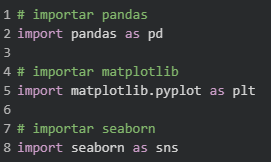 1 # importar pandas
2 import pandas as pd
3
4 # importar matplotlib
5 import matplotlib.pyplot as plt
6
7 # importar seaborn
8 import seaborn as sns